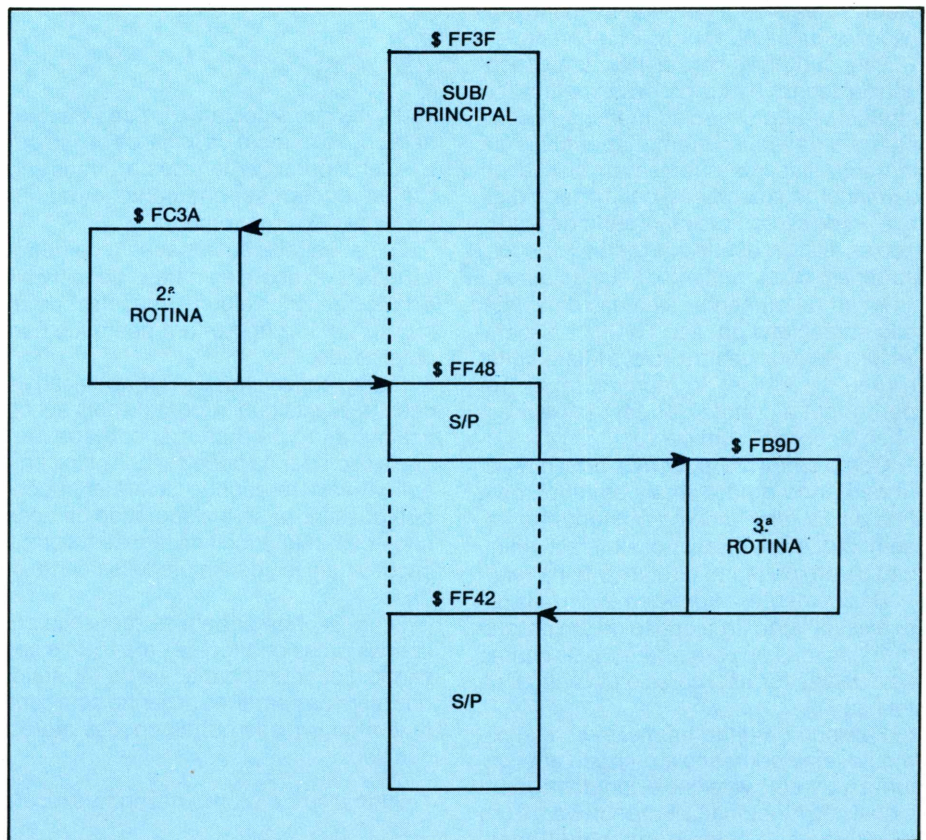 $ FF3F
SUB/
PRINCIPAL
$ FC3A
2.ª
ROTINA
$ FF48
S/P
$ FB9D
3.ª
ROTINA
$ FF42
S/P